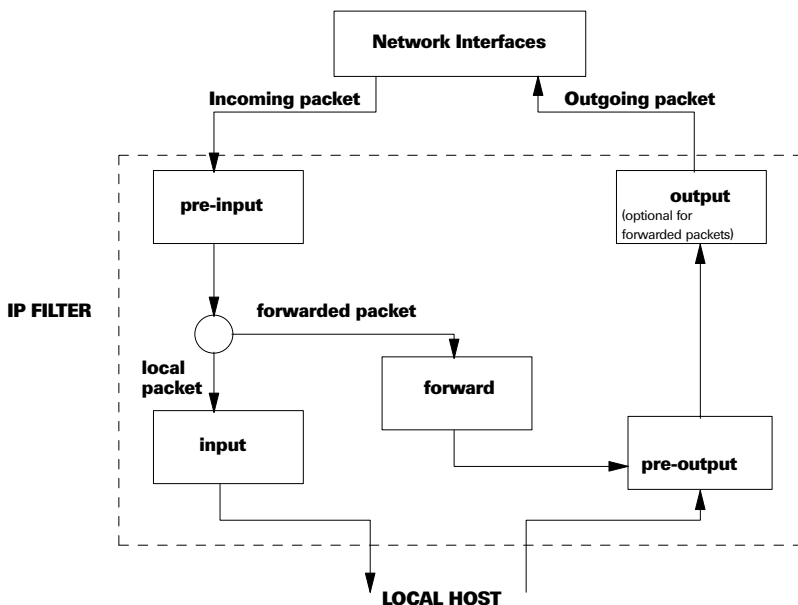 Network Interfaces
Incoming packet
Outgoing packet
pre-input
output
(optional for
forwarded packets)
IP FILTER
forwarded packet
local
packet
forward
input
pre-output
LOCAL HOST